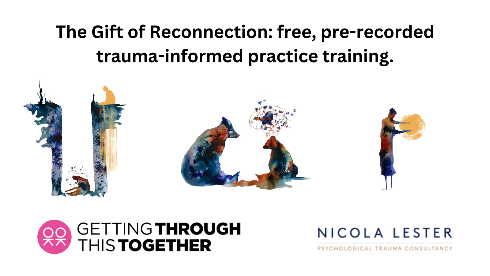 The Gift of Reconnection: free, pre-recorded
trauma-informed practice training.
GETTING THROUGH
THIS TOGETHER
NICOLA LESTER
PSYCHOLOGICAL TRAUMA CONSULTANCY